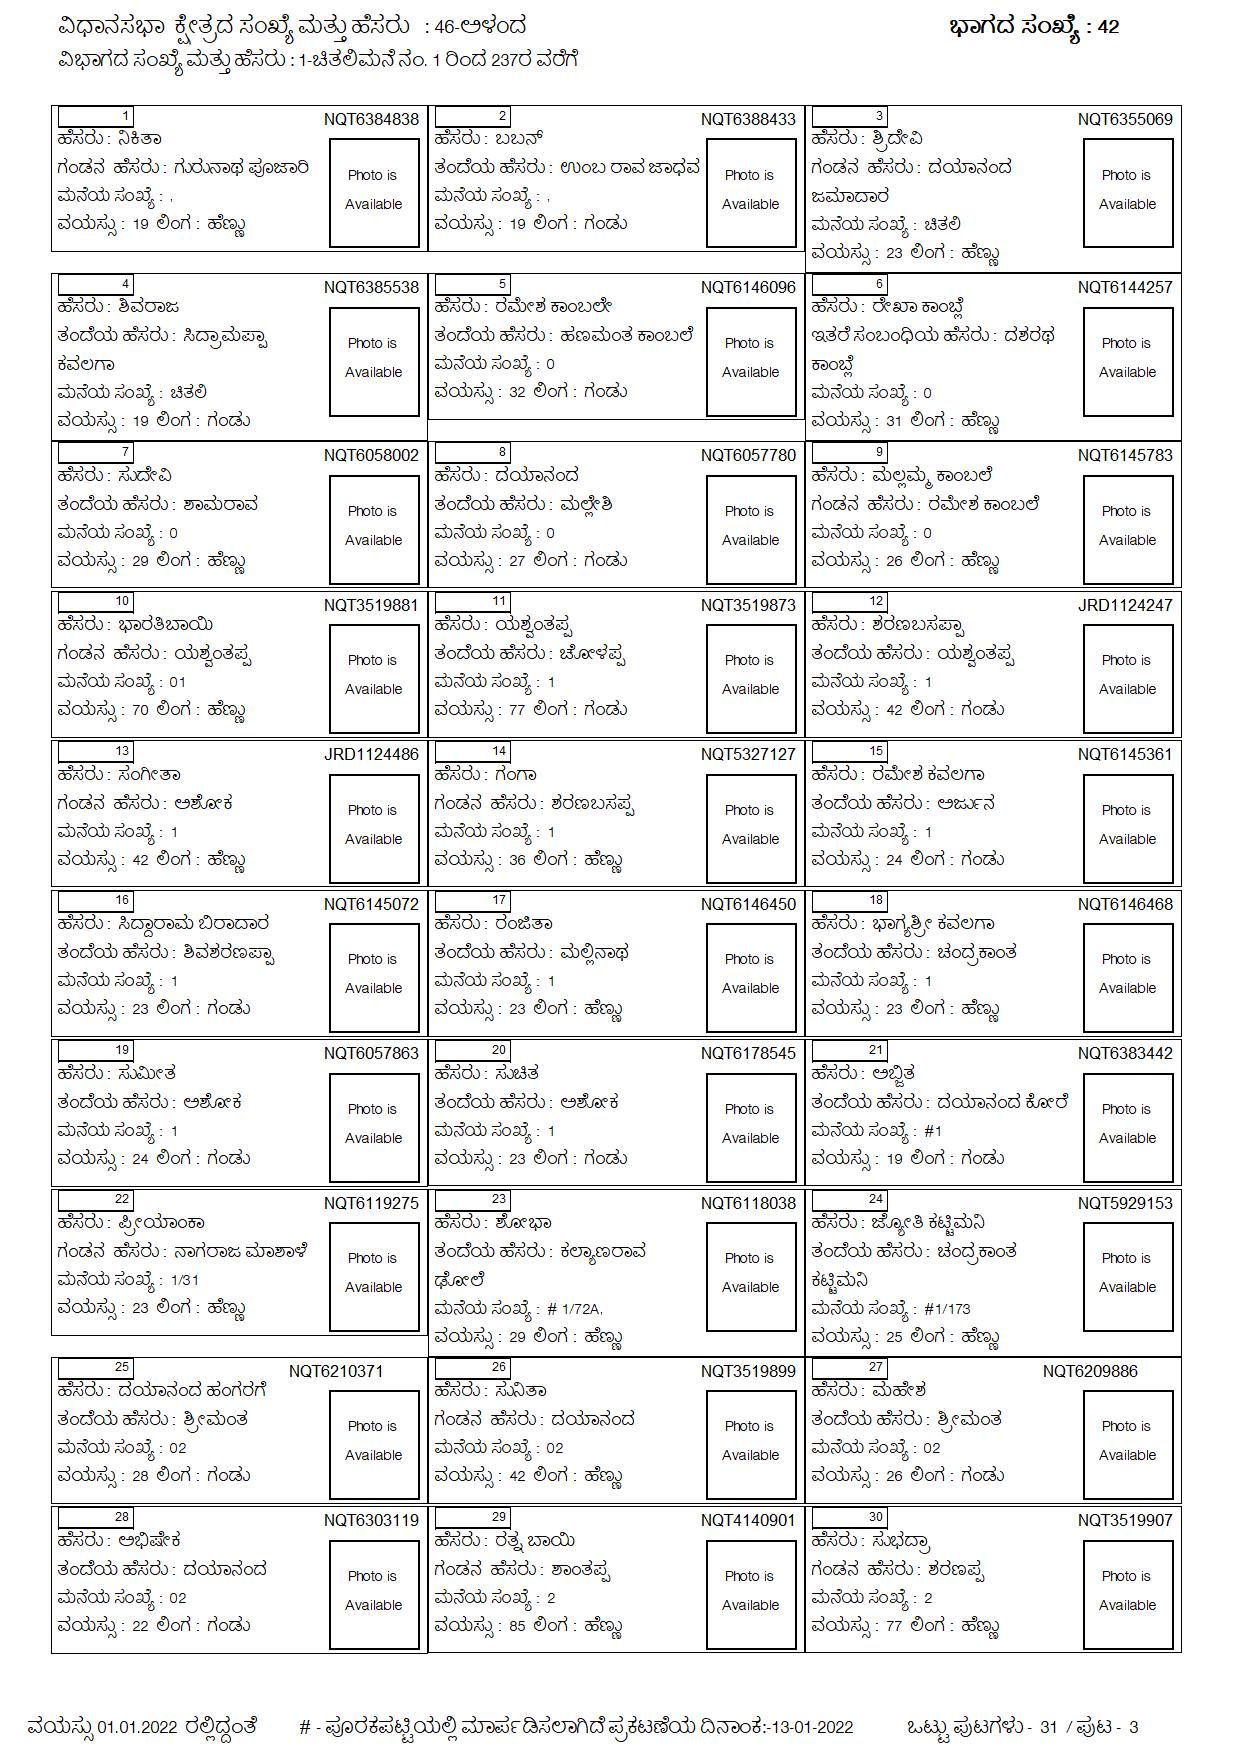 ವಿಧಾನಸಭಾ ಕ್ಷೇತ್ರದ ಸಂಖ್ಯೆ ಮತ್ತು ಹೆಸರು : 46-ಅಳಂದ ಭಾಗದ ಸಂಖ್ಯೆ : 42
ವಿಭಾಗದ ಸಂಖ್ಯೆ ಮತ್ತು ಹೆಸರು : 1-ಚಿತಲಿಮನೆ ನಂ. 1 ರಿಂದ 237ರ ವರೆಗೆ
1 NQT6384838
ಹೆಸರು : ನಿಕಿತಾ
ಗಂಡನ ಹೆಸರು : ಗುರುನಾಥ ಪೂಜಾರಿ
ಮನೆಯ ಸಂಖ್ಯೆ : ,
ವಯಸ್ಸು : 19 ಲಿಂಗ : ಹೆಣ್ಣು
Photo is
Available
2 NQT6388433
ಹೆಸರು : ಬಬನ್
ತಂದೆಯ ಹೆಸರು : ಉಂಬ ರಾವ ಜಾಧವ
ಮನೆಯ ಸಂಖ್ಯೆ : ,
ವಯಸ್ಸು : 19 ಲಿಂಗ : ಗಂಡು
Photo is
Available
3 NQT6355069
ಹೆಸರು : ಶ್ರಿದೇವಿ
ಗಂಡನ ಹೆಸರು : ದಯಾನಂದ
ಜಮಾದಾರ
ಮನೆಯ ಸಂಖ್ಯೆ : ಚಿತಲಿ
ವಯಸ್ಸು : 23 ಲಿಂಗ : ಹೆಣ್ಣು
Photo is
Available
4 NQT6385538
ಹೆಸರು : ಶಿವರಾಜ
ತಂದೆಯ ಹೆಸರು : ಸಿದ್ರಾಮಪ್ಪಾ
ಕವಲಗಾ
ಮನೆಯ ಸಂಖ್ಯೆ : ಚಿತಲಿ
ವಯಸ್ಸು : 19 ಲಿಂಗ : ಗಂಡು
Photo is
Available
5 NQT6146096
ಹೆಸರು : ರಮೇಶ ಕಾಂಬಲೇ
ತಂದೆಯ ಹೆಸರು : ಹಣಮಂತ ಕಾಂಬಲೆ
ಮನೆಯ ಸಂಖ್ಯೆ : 0
ವಯಸ್ಸು : 32 ಲಿಂಗ : ಗಂಡು
Photo is
Available
6 NQT6144257
ಹೆಸರು : ರೇಖಾ ಕಾಂಬ್ಲೆ
ಇತರೆ ಸಂಬಂಧಿಯ ಹೆಸರು : ದಶರಥ
ಕಾಂಬ್ಲೆ
ಮನೆಯ ಸಂಖ್ಯೆ : 0
ವಯಸ್ಸು : 31 ಲಿಂಗ : ಹೆಣ್ಣು
Photo is
Available
7 NQT6058002
ಹೆಸರು : ಸುದೇವಿ
ತಂದೆಯ ಹೆಸರು : ಶಾಮರಾವ
ಮನೆಯ ಸಂಖ್ಯೆ : 0
ವಯಸ್ಸು : 29 ಲಿಂಗ : ಹೆಣ್ಣು
Photo is
Available
8 NQT6057780
ಹೆಸರು : ದಯಾನಂದ
ತಂದೆಯ ಹೆಸರು : ಮಲ್ಲೇಶಿ
ಮನೆಯ ಸಂಖ್ಯೆ : 0
ವಯಸ್ಸು : 27 ಲಿಂಗ : ಗಂಡು
Photo is
Available
9 NQT6145783
ಹೆಸರು : ಮಲ್ಲಮ್ಮ ಕಾಂಬಲೆ
ಗಂಡನ ಹೆಸರು : ರಮೇಶ ಕಾಂಬಲೆ
ಮನೆಯ ಸಂಖ್ಯೆ : 0
ವಯಸ್ಸು : 26 ಲಿಂಗ : ಹೆಣ್ಣು
Photo is
Available
10 NQT3519881
ಹೆಸರು : ಭಾರತಿಬಾಯಿ
ಗಂಡನ ಹೆಸರು : ಯಶ್ವಂತಪ್ಪ
ಮನೆಯ ಸಂಖ್ಯೆ : 01
ವಯಸ್ಸು : 70 ಲಿಂಗ : ಹೆಣ್ಣು
Photo is
Available
11 NQT3519873
ಹೆಸರು : ಯಶ್ವಂತಪ್ಪ
ತಂದೆಯ ಹೆಸರು : ಚೋಳಪ್ಪ
ಮನೆಯ ಸಂಖ್ಯೆ : 1
ವಯಸ್ಸು : 77 ಲಿಂಗ : ಗಂಡು
Photo is
Available
12 JRD1124247
ಹೆಸರು : ಶರಣಬಸಪ್ಪಾ
ತಂದೆಯ ಹೆಸರು : ಯಶ್ವಂತಪ್ಪ
ಮನೆಯ ಸಂಖ್ಯೆ : 1
ವಯಸ್ಸು : 42 ಲಿಂಗ : ಗಂಡು
Photo is
Available
13 JRD1124486
ಹೆಸರು : ಸಂಗೀತಾ
ಗಂಡನ ಹೆಸರು : ಅಶೋಕ
ಮನೆಯ ಸಂಖ್ಯೆ : 1
ವಯಸ್ಸು : 42 ಲಿಂಗ : ಹೆಣ್ಣು
Photo is
Available
14 NQT5327127
ಹೆಸರು : ಗಂಗಾ
ಗಂಡನ ಹೆಸರು : ಶರಣಬಸಪ್ಪ
ಮನೆಯ ಸಂಖ್ಯೆ : 1
ವಯಸ್ಸು : 36 ಲಿಂಗ : ಹೆಣ್ಣು
Photo is
Available
15 NQT6145361
ಹೆಸರು : ರಮೇಶ ಕವಲಗಾ
ತಂದೆಯ ಹೆಸರು : ಅರ್ಜುನ
ಮನೆಯ ಸಂಖ್ಯೆ : 1
ವಯಸ್ಸು : 24 ಲಿಂಗ : ಗಂಡು
Photo is
Available
16 NQT6145072
ಹೆಸರು : ಸಿದ್ದಾರಾಮ ಬಿರಾದಾರ
ತಂದೆಯ ಹೆಸರು : ಶಿವಶರಣಪ್ಪಾ
ಮನೆಯ ಸಂಖ್ಯೆ : 1
ವಯಸ್ಸು : 23 ಲಿಂಗ : ಗಂಡು
Photo is
Available
17 NQT6146450
ಹೆಸರು : ರಂಜಿತಾ
ತಂದೆಯ ಹೆಸರು : ಮಲ್ಲಿನಾಥ
ಮನೆಯ ಸಂಖ್ಯೆ : 1
ವಯಸ್ಸು : 23 ಲಿಂಗ : ಹೆಣ್ಣು
Photo is
Available
18 NQT6146468
ಹೆಸರು : ಭಾಗ್ಯಶ್ರೀ ಕವಲಗಾ
ತಂದೆಯ ಹೆಸರು : ಚಂದ್ರಕಾಂತ
ಮನೆಯ ಸಂಖ್ಯೆ : 1
ವಯಸ್ಸು : 23 ಲಿಂಗ : ಹೆಣ್ಣು
Photo is
Available
19 NQT6057863
ಹೆಸರು : ಸುಮೀತ
ತಂದೆಯ ಹೆಸರು : ಅಶೋಕ
ಮನೆಯ ಸಂಖ್ಯೆ : 1
ವಯಸ್ಸು : 24 ಲಿಂಗ : ಗಂಡು
Photo is
Available
20 NQT6178545
ಹೆಸರು : ಸುಚಿತ
ತಂದೆಯ ಹೆಸರು : ಅಶೋಕ
ಮನೆಯ ಸಂಖ್ಯೆ : 1
ವಯಸ್ಸು : 23 ಲಿಂಗ : ಗಂಡು
Photo is
Available
21 NQT6383442
ಹೆಸರು : ಅಭ್ಜಿತ
ತಂದೆಯ ಹೆಸರು : ದಯಾನಂದ ಕೋರೆ
ಮನೆಯ ಸಂಖ್ಯೆ : #1
ವಯಸ್ಸು : 19 ಲಿಂಗ : ಗಂಡು
Photo is
Available
22 NQT6119275
ಹೆಸರು : ಪ್ರೀಯಾಂಕಾ
ಗಂಡನ ಹೆಸರು : ನಾಗರಾಜ ಮಾಶಾಳೆ
ಮನೆಯ ಸಂಖ್ಯೆ : 1/31
ವಯಸ್ಸು : 23 ಲಿಂಗ : ಹೆಣ್ಣು
Photo is
Available
23 NQT6118038
ಹೆಸರು : ಶೋಭಾ
ತಂದೆಯ ಹೆಸರು : ಕಲ್ಯಾಣರಾವ
ಢೋಲೆ
ಮನೆಯ ಸಂಖ್ಯೆ : # 1/72A,
ವಯಸ್ಸು : 29 ಲಿಂಗ : ಹೆಣ್ಣು
Photo is
Available
24 NQT5929153
ಹೆಸರು : ಜ್ಯೋತಿ ಕಟ್ಟಿಮನಿ
ತಂದೆಯ ಹೆಸರು : ಚಂದ್ರಕಾಂತ
ಕಟ್ಟಿಮನಿ
ಮನೆಯ ಸಂಖ್ಯೆ : #1/173
ವಯಸ್ಸು : 25 ಲಿಂಗ : ಹೆಣ್ಣು
Photo is
Available
25 NQT6210371
ಹೆಸರು : ದಯಾನಂದ ಹಂಗರಗೆ
ತಂದೆಯ ಹೆಸರು : ಶ್ರೀಮಂತ
ಮನೆಯ ಸಂಖ್ಯೆ : 02
ವಯಸ್ಸು : 28 ಲಿಂಗ : ಗಂಡು
Photo is
Available
26 NQT3519899
ಹೆಸರು : ಸುನಿತಾ
ಗಂಡನ ಹೆಸರು : ದಯಾನಂದ
ಮನೆಯ ಸಂಖ್ಯೆ : 02
ವಯಸ್ಸು : 42 ಲಿಂಗ : ಹೆಣ್ಣು
Photo is
Available
27 NQT6209886
ಹೆಸರು : ಮಹೇಶ
ತಂದೆಯ ಹೆಸರು : ಶ್ರೀಮಂತ
ಮನೆಯ ಸಂಖ್ಯೆ : 02
ವಯಸ್ಸು : 26 ಲಿಂಗ : ಗಂಡು
Photo is
Available
28 NQT6303119
ಹೆಸರು : ಅಭಿಷೇಕ
ತಂದೆಯ ಹೆಸರು : ದಯಾನಂದ
ಮನೆಯ ಸಂಖ್ಯೆ : 02
ವಯಸ್ಸು : 22 ಲಿಂಗ : ಗಂಡು
Photo is
Available
29 NQT4140901
ಹೆಸರು : ರತ್ನ ಬಾಯಿ
ಗಂಡನ ಹೆಸರು : ಶಾಂತಪ್ಪ
ಮನೆಯ ಸಂಖ್ಯೆ : 2
ವಯಸ್ಸು : 85 ಲಿಂಗ : ಹೆಣ್ಣು
Photo is
Available
30 NQT3519907
ಹೆಸರು : ಸುಭದ್ರಾ
ಗಂಡನ ಹೆಸರು : ಶರಣಪ್ಪ
ಮನೆಯ ಸಂಖ್ಯೆ : 2
ವಯಸ್ಸು : 77 ಲಿಂಗ : ಹೆಣ್ಣು
Photo is
Available
ವಯಸ್ಸು 01.01.2022 ರಲ್ಲಿದ್ದಂತೆ # - ಪೂರಕಪಟ್ಟಿಯಲ್ಲಿ ಮಾರ್ಪಡಿಸಲಾಗಿದೆ ಪ್ರಕಟಣೆಯ ದಿನಾಂಕ:-13-01-2022 ಒಟ್ಟು ಪುಟಗಳು - 31 / ಪುಟ - 3